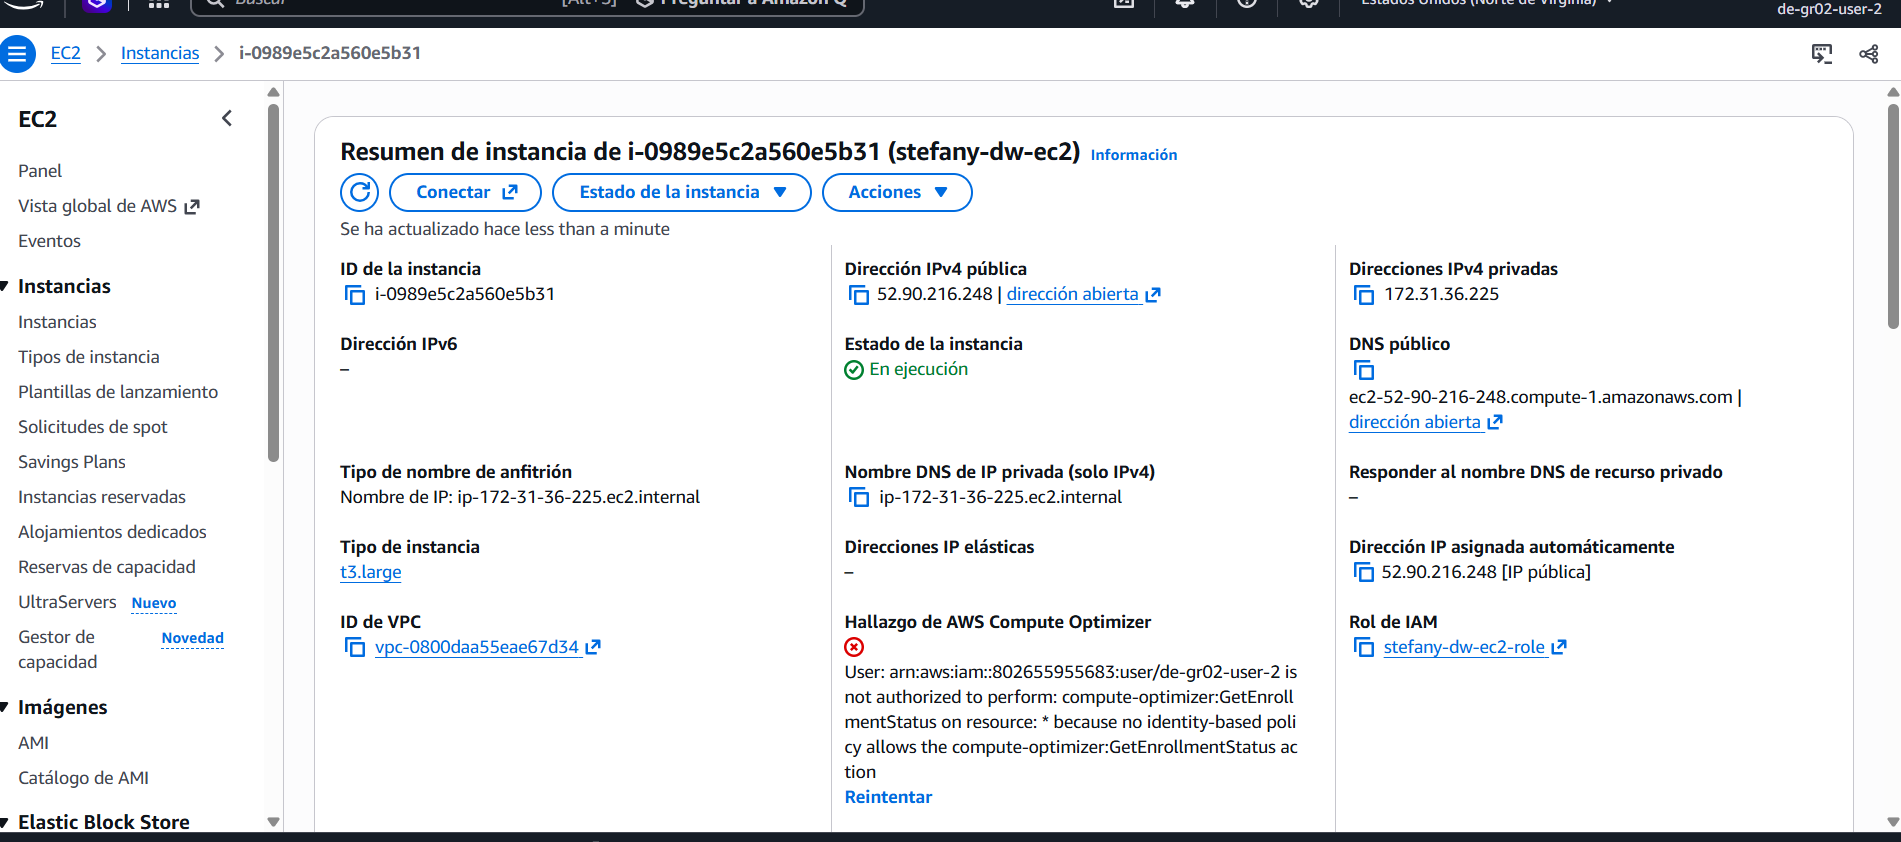 Buscar
[Alt+S]
Preguntar a Amazon Q
Estados Unidos (Norte de Virginia)
de-gr02-user-2
EC2
Instancias
i-0989e5c2a560e5b31
EC2
Panel
Vista global de AWS
Eventos
Instancias
Instancias
Tipos de instancia
Plantillas de lanzamiento
Solicitudes de spot
Savings Plans
Instancias reservadas
Alojamientos dedicados
Reservas de capacidad
UltraServers Nuevo
Gestor de Novedad
capacidad
Imágenes
AMI
Catálogo de AMI
Elastic Block Store
Resumen de instancia de i-0989e5c2a560e5b31 (stefany-dw-ec2) Información
Conectar
Estado de la instancia
Acciones
Se ha actualizado hace less than a minute
ID de la instancia
i-0989e5c2a560e5b31
Dirección IPv4 pública
52.90.216.248 | dirección abierta
Direcciones IPv4 privadas
172.31.36.225
Dirección IPv6
–
Estado de la instancia
En ejecución
DNS público
ec2-52-90-216-248.compute-1.amazonaws.com |
dirección abierta
Tipo de nombre de anfitrión
Nombre de IP: ip-172-31-36-225.ec2.internal
Nombre DNS de IP privada (solo IPv4)
ip-172-31-36-225.ec2.internal
Responder al nombre DNS de recurso privado
–
Tipo de instancia
t3.large
Direcciones IP elásticas
–
Dirección IP asignada automáticamente
52.90.216.248 [IP pública]
ID de VPC
vpc-0800daa55eae67d34
Hallazgo de AWS Compute Optimizer
User: arn:aws:iam::802655955683:user/de-gr02-user-2 is
not authorized to perform: compute-optimizer:GetEnroll
mentStatus on resource: * because no identity-based poli
cy allows the compute-optimizer:GetEnrollmentStatus ac
tion
Reintentar
Rol de IAM
stefany-dw-ec2-role